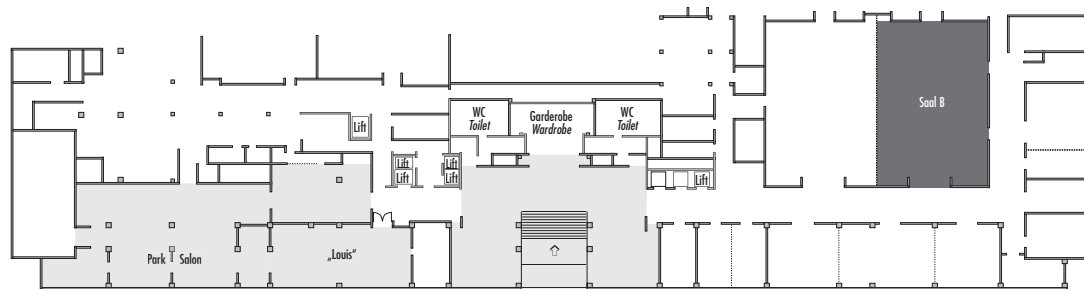 WC
Toilet
Garderobe
Wardrobe
WC
Toilet
Saal B
Lift
Lift
Lift
Lift
Lift
Lift
Park Salon
„Louis“